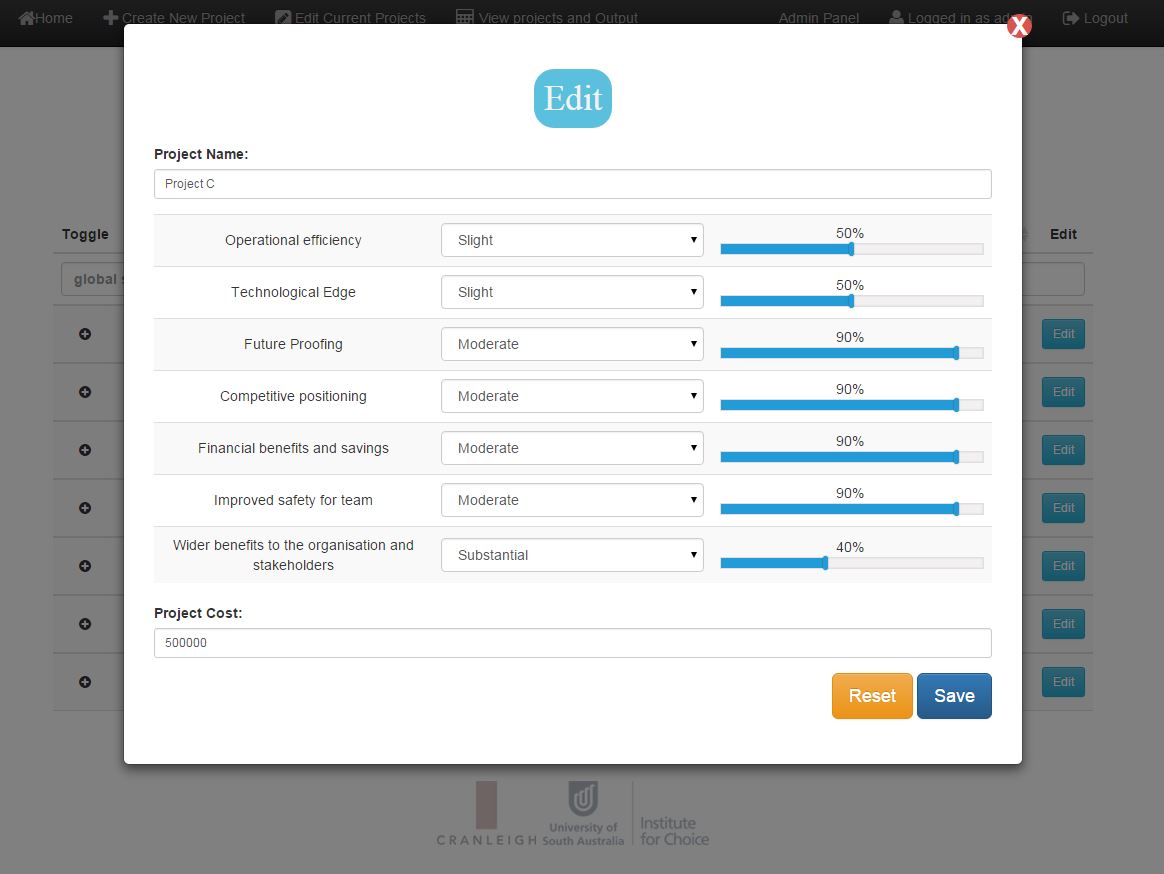 Home Create New Project Edit Current Projects View projects and Output Admin Panel Logged in as Logout
X
Edit
Project Name:
Project C
Toggle Edit
global
Operational efficiency Slight 50%
Technological Edge Slight 50%
Future Proofing Moderate 90%
Edit
Competitive positioning Moderate 90%
Edit
Financial benefits and savings Moderate 90%
Edit
Improved safety for team Moderate 90%
Edit
Wider benefits to the organisation and
stakeholders
Substantial 40%
Edit
Project Cost:
Edit
500000
Reset Save
Edit
CRANLEIGH
University of
South Australia
Institute
for Choice